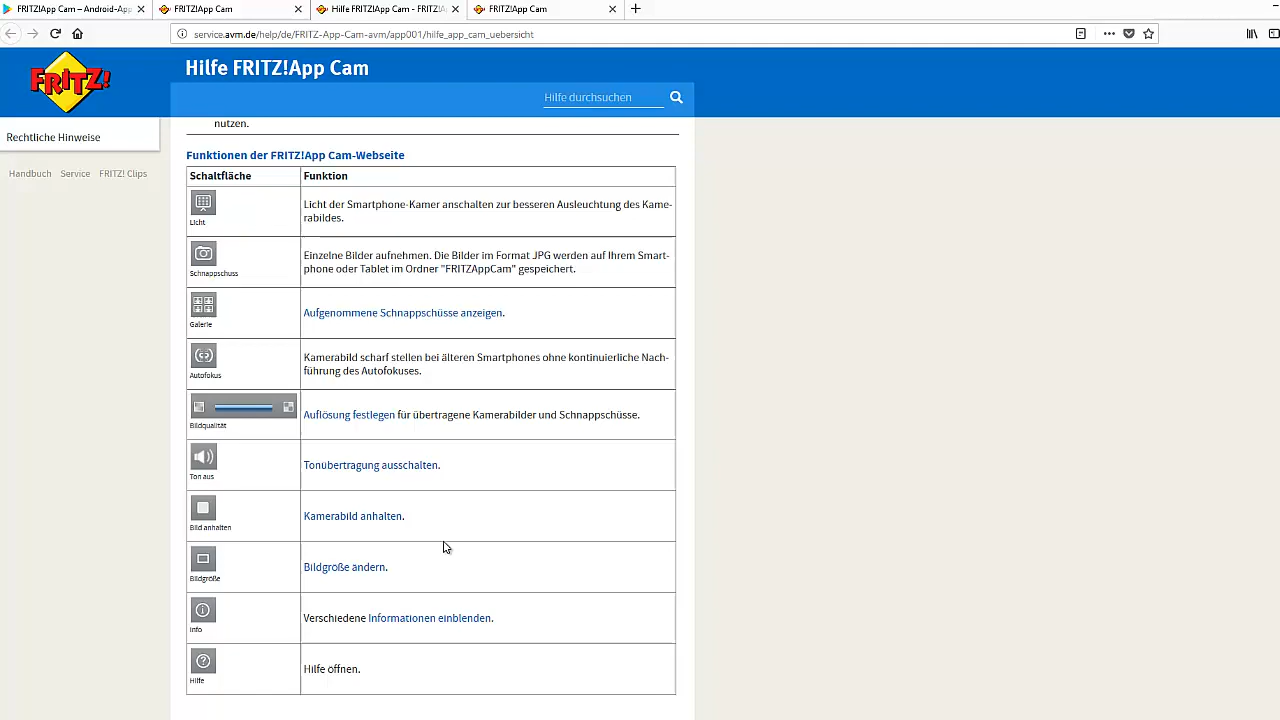 FRITZ!App Cam – Android-App
FRITZ!App Cam
Hilfe FRITZ!App Cam - FRITZ!A
FRITZ!App Cam
service.avm.de/help/de/FRITZ-App-Cam-avm/app001/hilfe_app_cam_uebersicht
FRITZ!
Hilfe FRITZ!App Cam
Hilfe durchsuchen
Rechtliche Hinweise
Handbuch Service FRITZ! Clips
nutzen.
Funktionen der FRITZ!App Cam-Webseite
Schaltfläche Funktion
Licht
Licht der Smartphone-Kamer anschalten zur besseren Ausleuchtung des Kame-
rabildes.
Schnappschuss
Einzelne Bilder aufnehmen. Die Bilder im Format JPG werden auf Ihrem Smart-
phone oder Tablet im Ordner "FRITZAppCam" gespeichert.
Galerie
Aufgenommene Schnappschüsse anzeigen.
Autofokus
Kamerabild scharf stellen bei älteren Smartphones ohne kontinuierliche Nach-
führung des Autofokuses.
Bildqualität
Auflösung festlegen für übertragene Kamerabilder und Schnappschüsse.
Ton aus
Tonübertragung ausschalten.
Bild anhalten
Kamerabild anhalten.
Bildgröße
Bildgröße ändern.
Info
Verschiedene Informationen einblenden.
Hilfe
Hilfe öffnen.